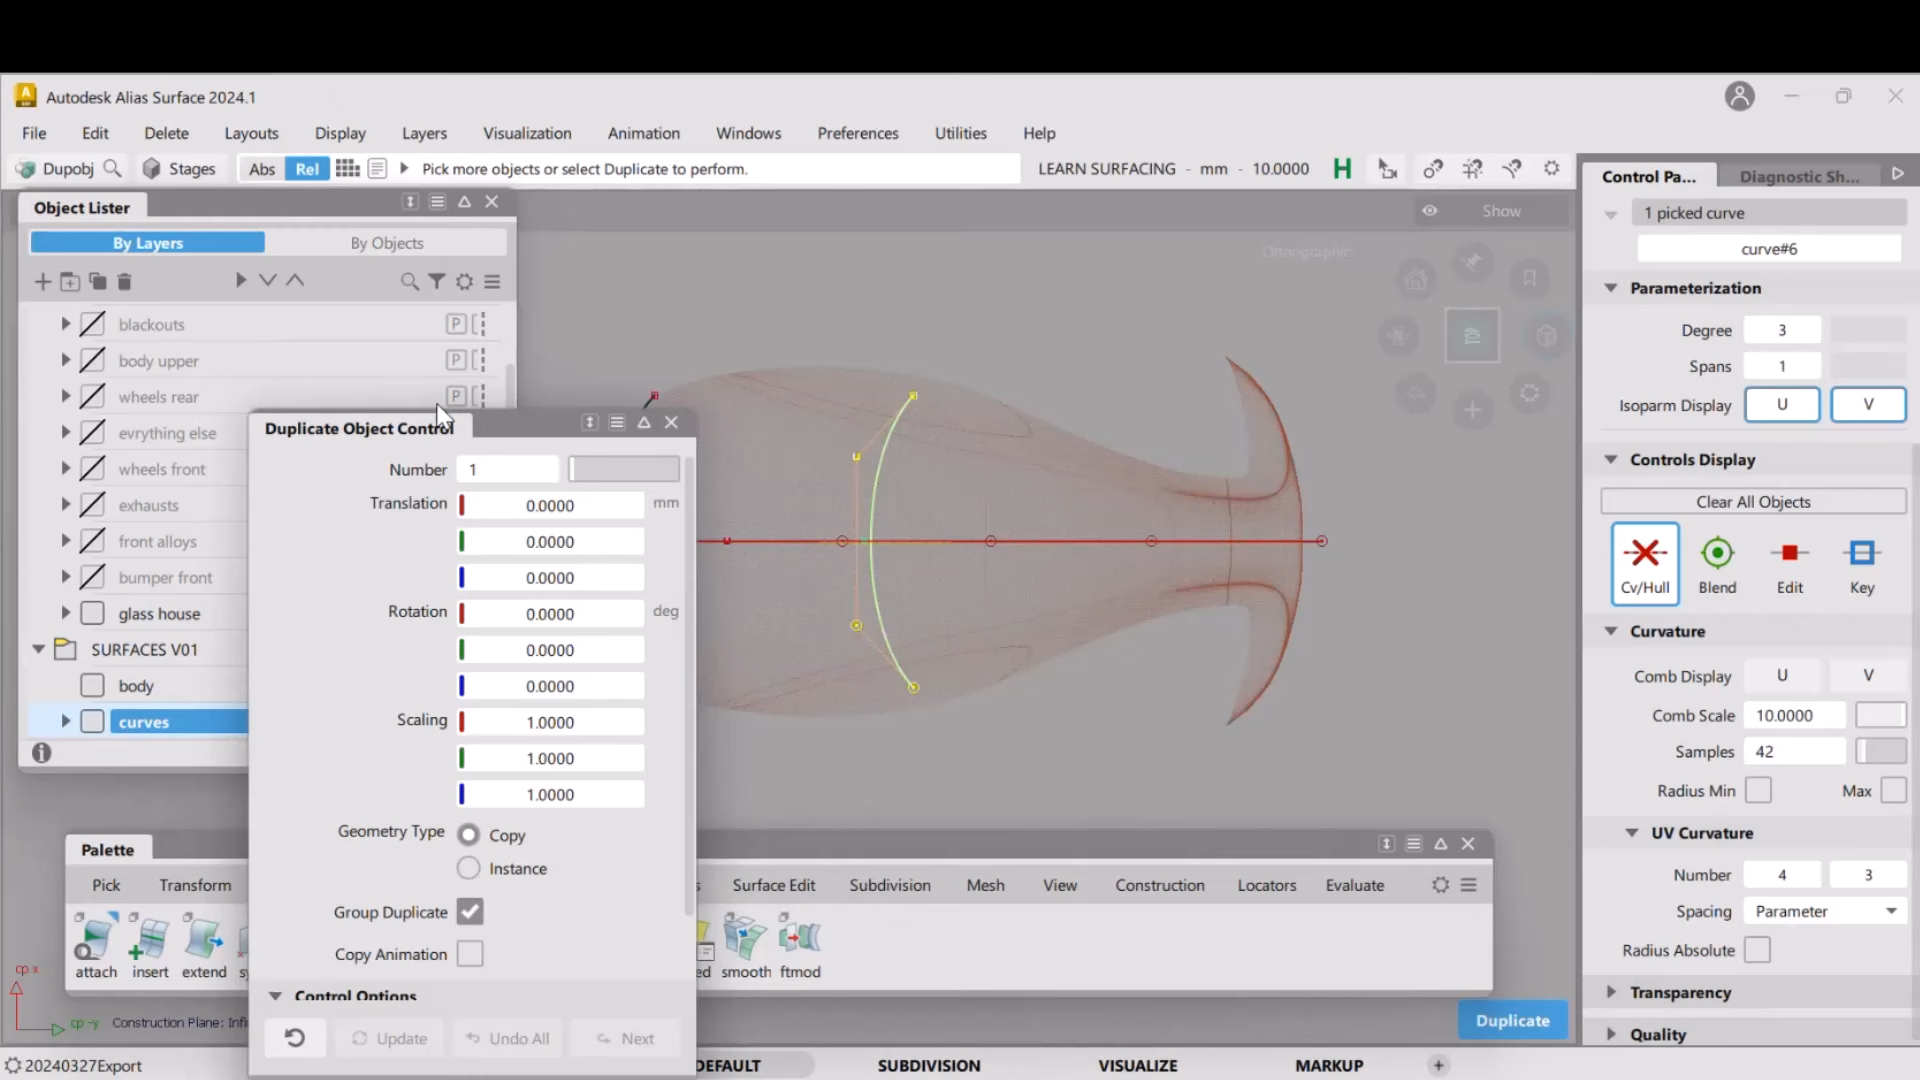 Autodesk Alias Surface 2024.1
File Edit Delete Layouts Display Layers Visualization Animation Windows Preferences Utilities Help
Dupobj Stages Abs Rel Pick more objects or select Duplicate to perform. LEARN SURFACING - mm - 10.0000 H
Object Lister
By Layers By Objects
blackouts P
body upper P
wheels rear P
evrything else
wheels front
exhausts
front alloys
bumper front
glass house
SURFACES V01
body
curves
Show
Duplicate Object Control
Number 1
Translation 0.0000 mm
0.0000
0.0000
Rotation 0.0000 deg
0.0000
0.0000
Scaling 1.0000
1.0000
1.0000
Geometry Type Copy
Instance
Group Duplicate
Copy Animation
Control Options
Update Undo All Next
Palette
Pick Transform Surface Edit Subdivision Mesh View Construction Locators Evaluate
attach insert extend smooth ftmod
cp x
cp -y Construction Plane:
Duplicate
20240327Export SUBDIVISION VISUALIZE MARKUP
Control Pa... Diagnostic Sh...
1 picked curve
curve#6
Parameterization
Degree 3
Spans 1
Isoparm Display U V
Controls Display
Clear All Objects
Cv/Hull Blend Edit Key
Curvature
Comb Display U V
Comb Scale 10.0000
Samples 42
Radius Min Max
UV Curvature
Number 4 3
Spacing Parameter
Radius Absolute
Transparency
Quality